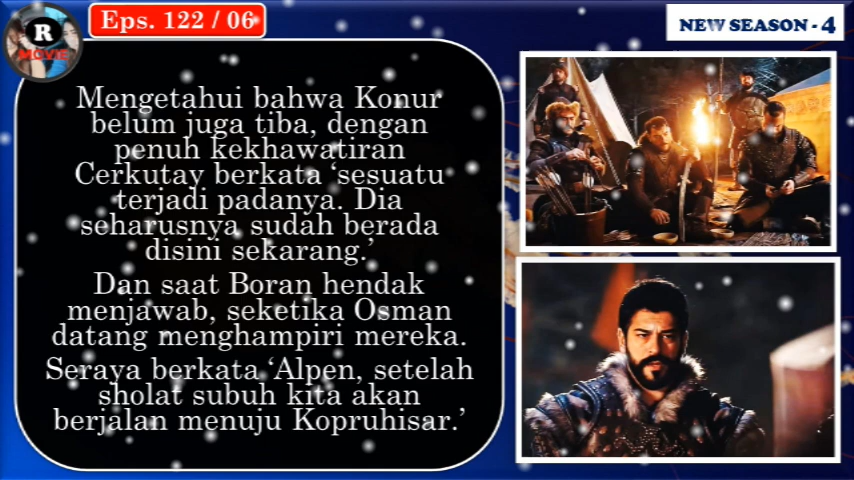 R
MOVIE
Eps. 122 / 06
NEW SEASON - 4
Mengetahui bahwa Konur
belum juga tiba, dengan
penuh kekhawatiran
Cerkutay berkata ‘sesuatu
terjadi padanya. Dia
seharusnya sudah berada
disini sekarang.’
Dan saat Boran hendak
menjawab, seketika Osman
datang menghampiri mereka.
Seraya berkata ‘Alpen, setelah
sholat subuh kita akan
berjalan menuju Kopruhisar.’